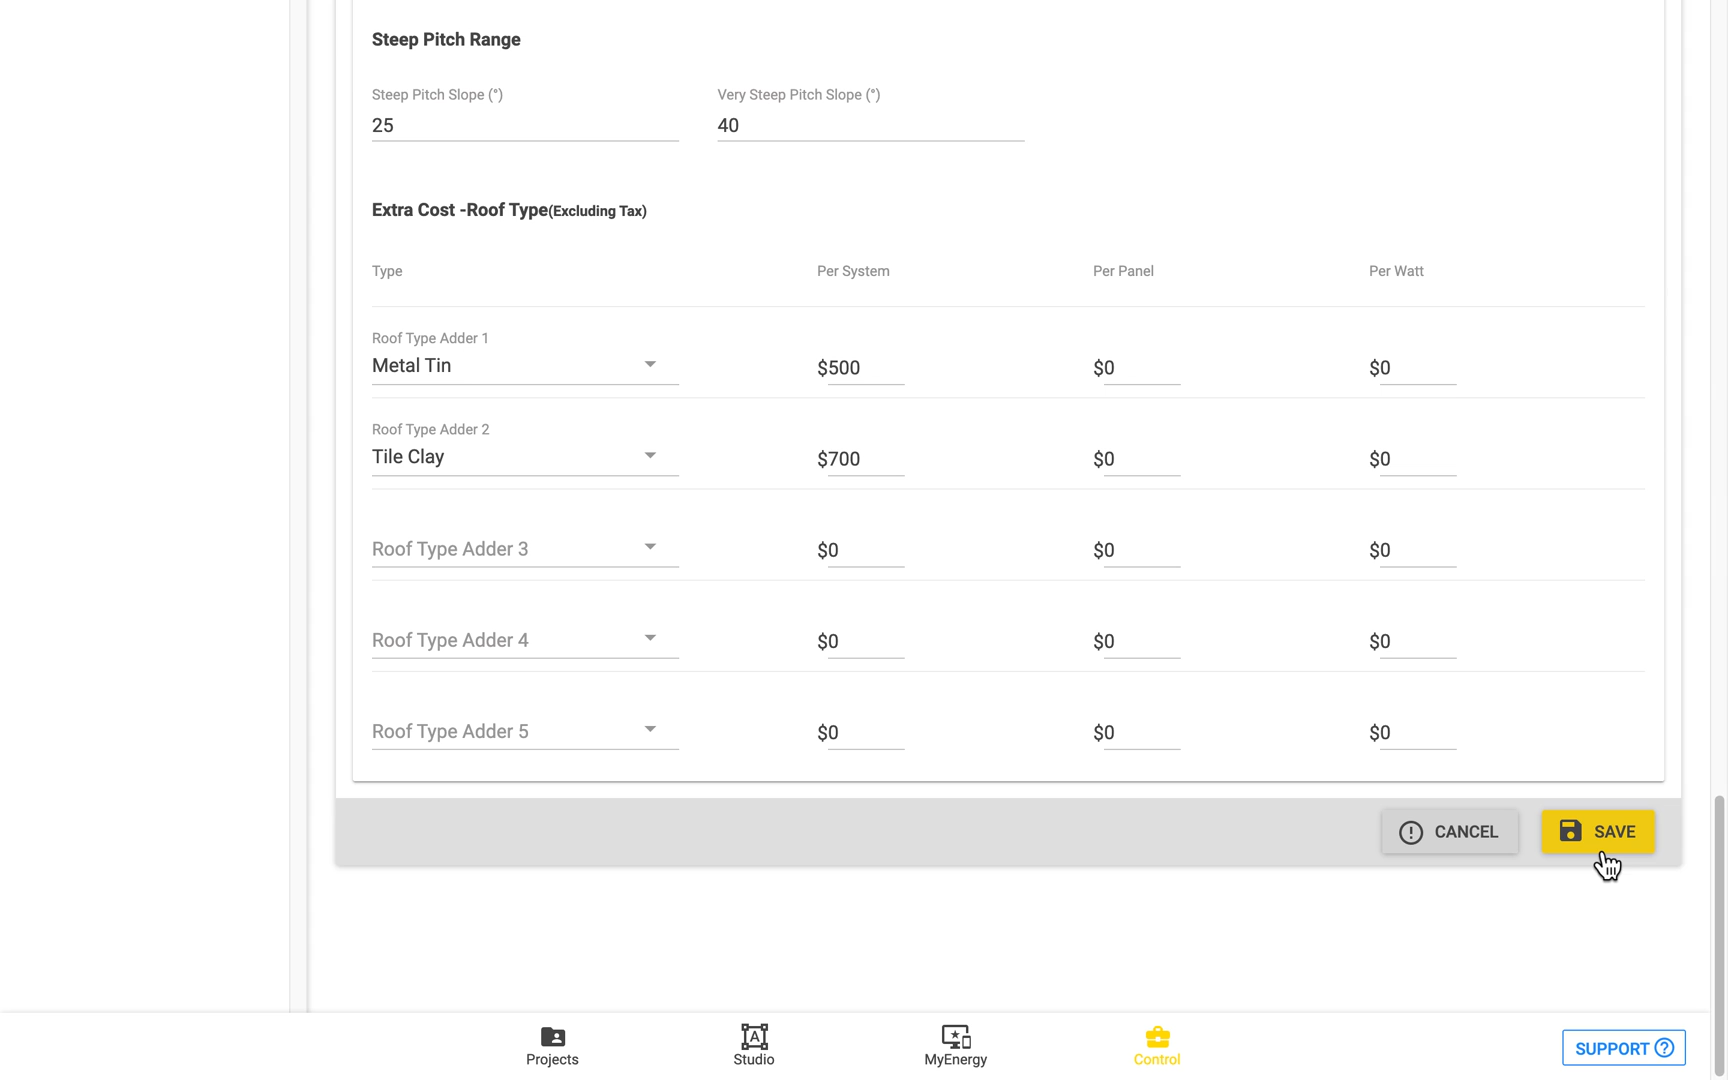 Steep Pitch Range
Steep Pitch Slope (°) Very Steep Pitch Slope (°)
25 40
Extra Cost -Roof Type(Excluding Tax)
Type Per System Per Panel Per Watt
Roof Type Adder 1
Metal Tin $500 $0 $0
Roof Type Adder 2
Tile Clay $700 $0 $0
Roof Type Adder 3 $0 $0 $0
Roof Type Adder 4 $0 $0 $0
Roof Type Adder 5 $0 $0 $0
CANCEL SAVE
Projects Studio MyEnergy Control SUPPORT